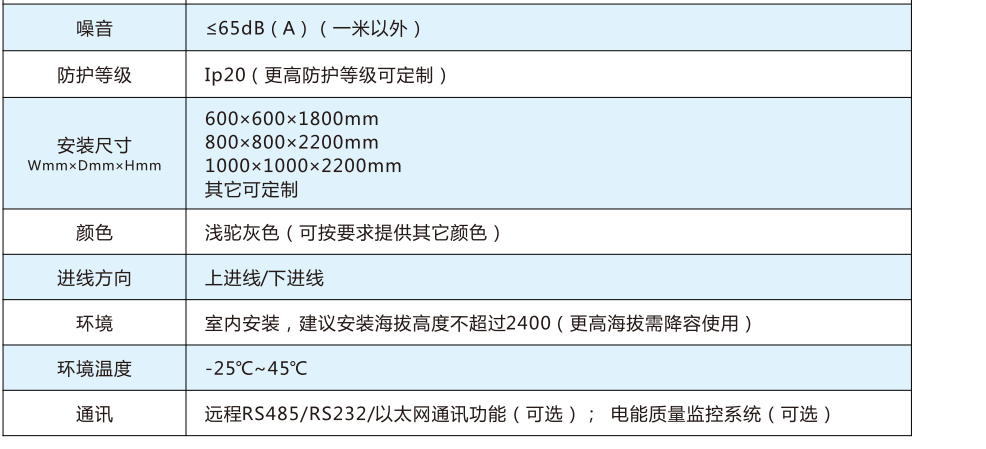 噪音
≤65dB（A）（一米以外）
防护等级
Ip20（更高防护等级可定制）
安装尺寸
Wmm×Dmm×Hmm
600×600×1800mm
800×800×2200mm
1000×1000×2200mm
其它可定制
颜色
浅驼灰色（可按要求提供其它颜色）
进线方向
上进线/下进线
环境
室内安装，建议安装海拔高度不超过2400（更高海拔需降容使用）
环境温度
-25℃~45℃
通讯
远程RS485/RS232/以太网通讯功能（可选）； 电能质量监控系统（可选）